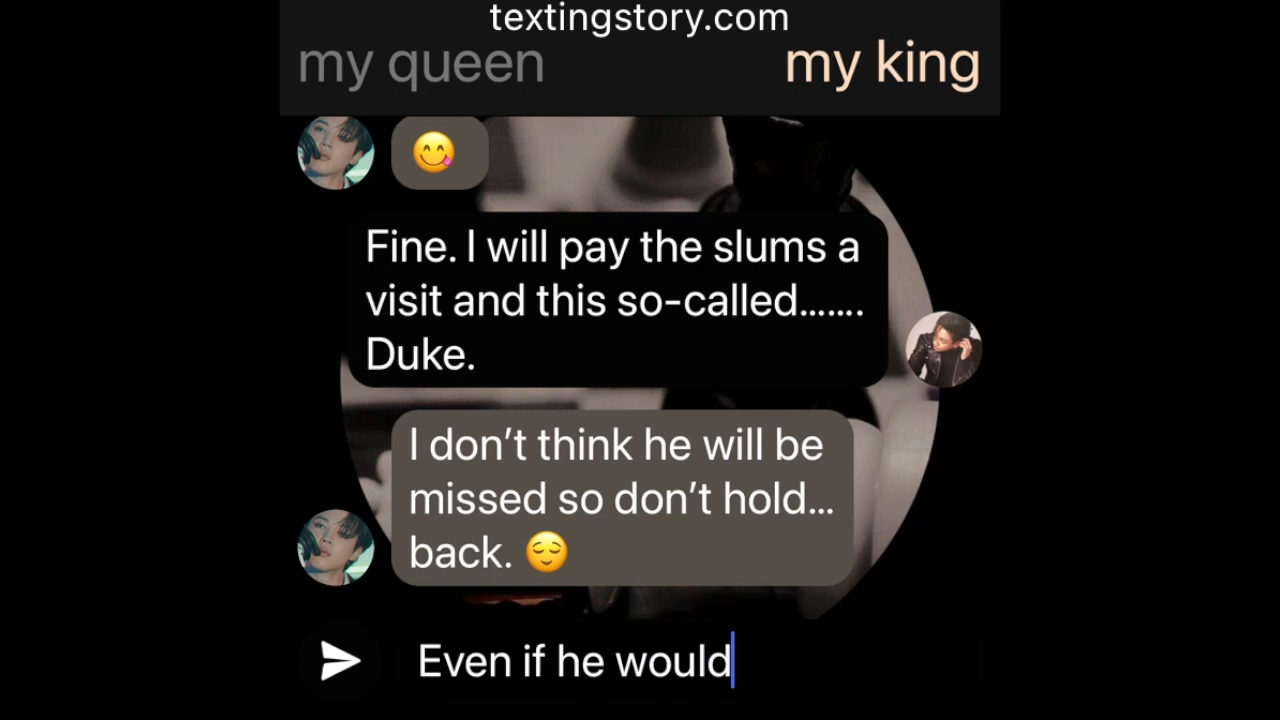 textingstory.com
my queen my king
😋
Fine. I will pay the slums a
visit and this so-called.......
Duke.
I don’t think he will be
missed so don’t hold...
back. 😌
Even if he would